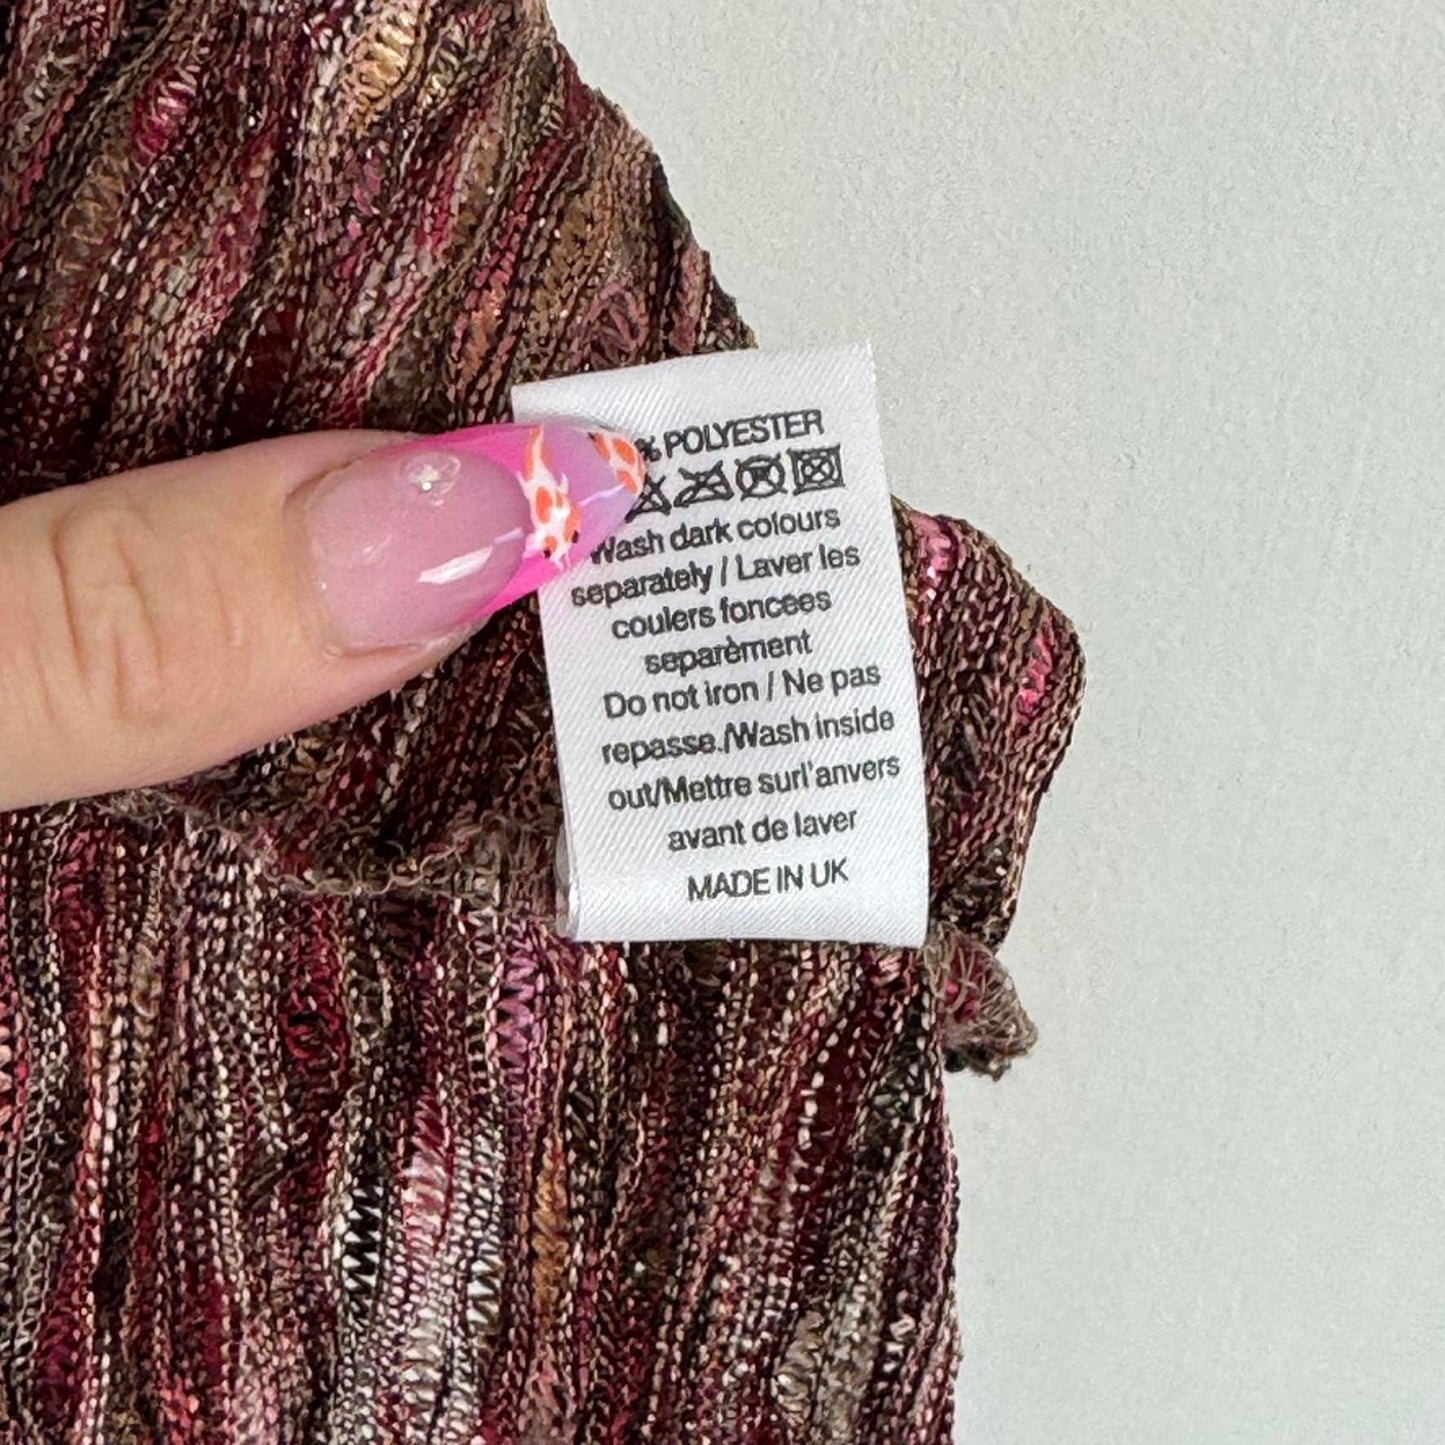 % POLYESTER
Wash dark colours
separately / Laver les
coulers foncees
separèment
Do not iron / Ne pas
repasse./Wash inside
out/Mettre surl'anvers
avant de laver
MADE IN UK